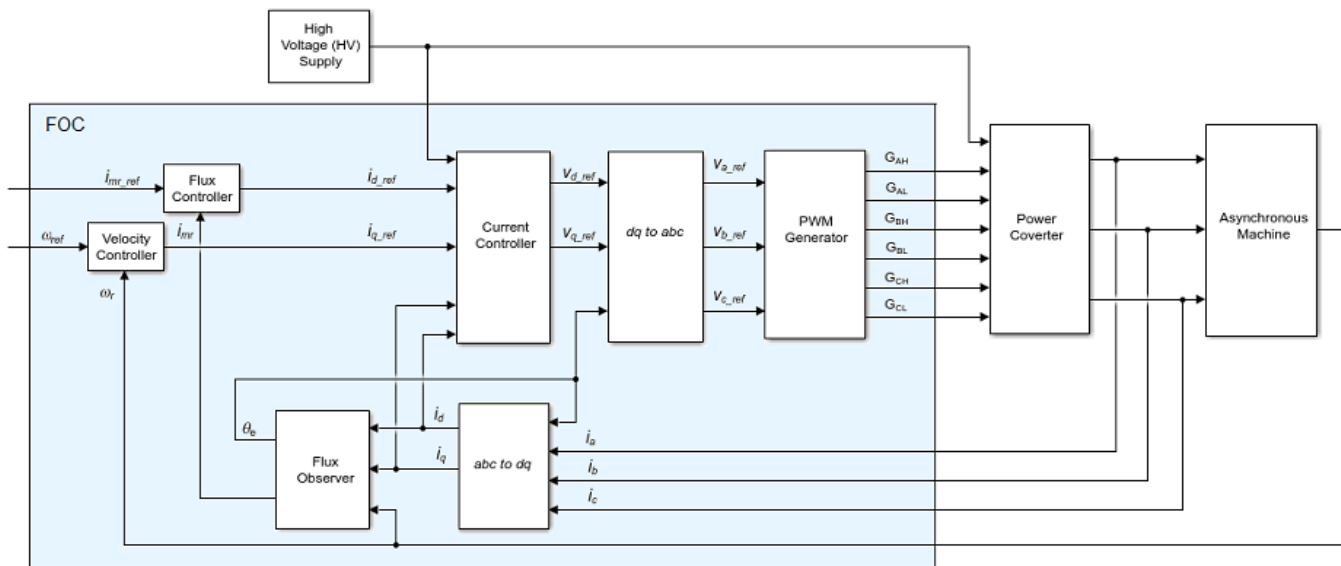 High
Voltage (HV)
Supply
FOC
i_mr_ref
Flux
Controller
i_d_ref
ω_ref
Velocity
Controller
i_mr
i_q_ref
ω_r
Current
Controller
v_d_ref
v_q_ref
dq to abc
v_a_ref
v_b_ref
v_c_ref
PWM
Generator
G_AH
G_AL
G_BH
G_BL
G_CH
G_CL
Power
Coverter
Asynchronous
Machine
θ_e
Flux
Observer
i_d
i_q
abc to dq
i_a
i_b
i_c